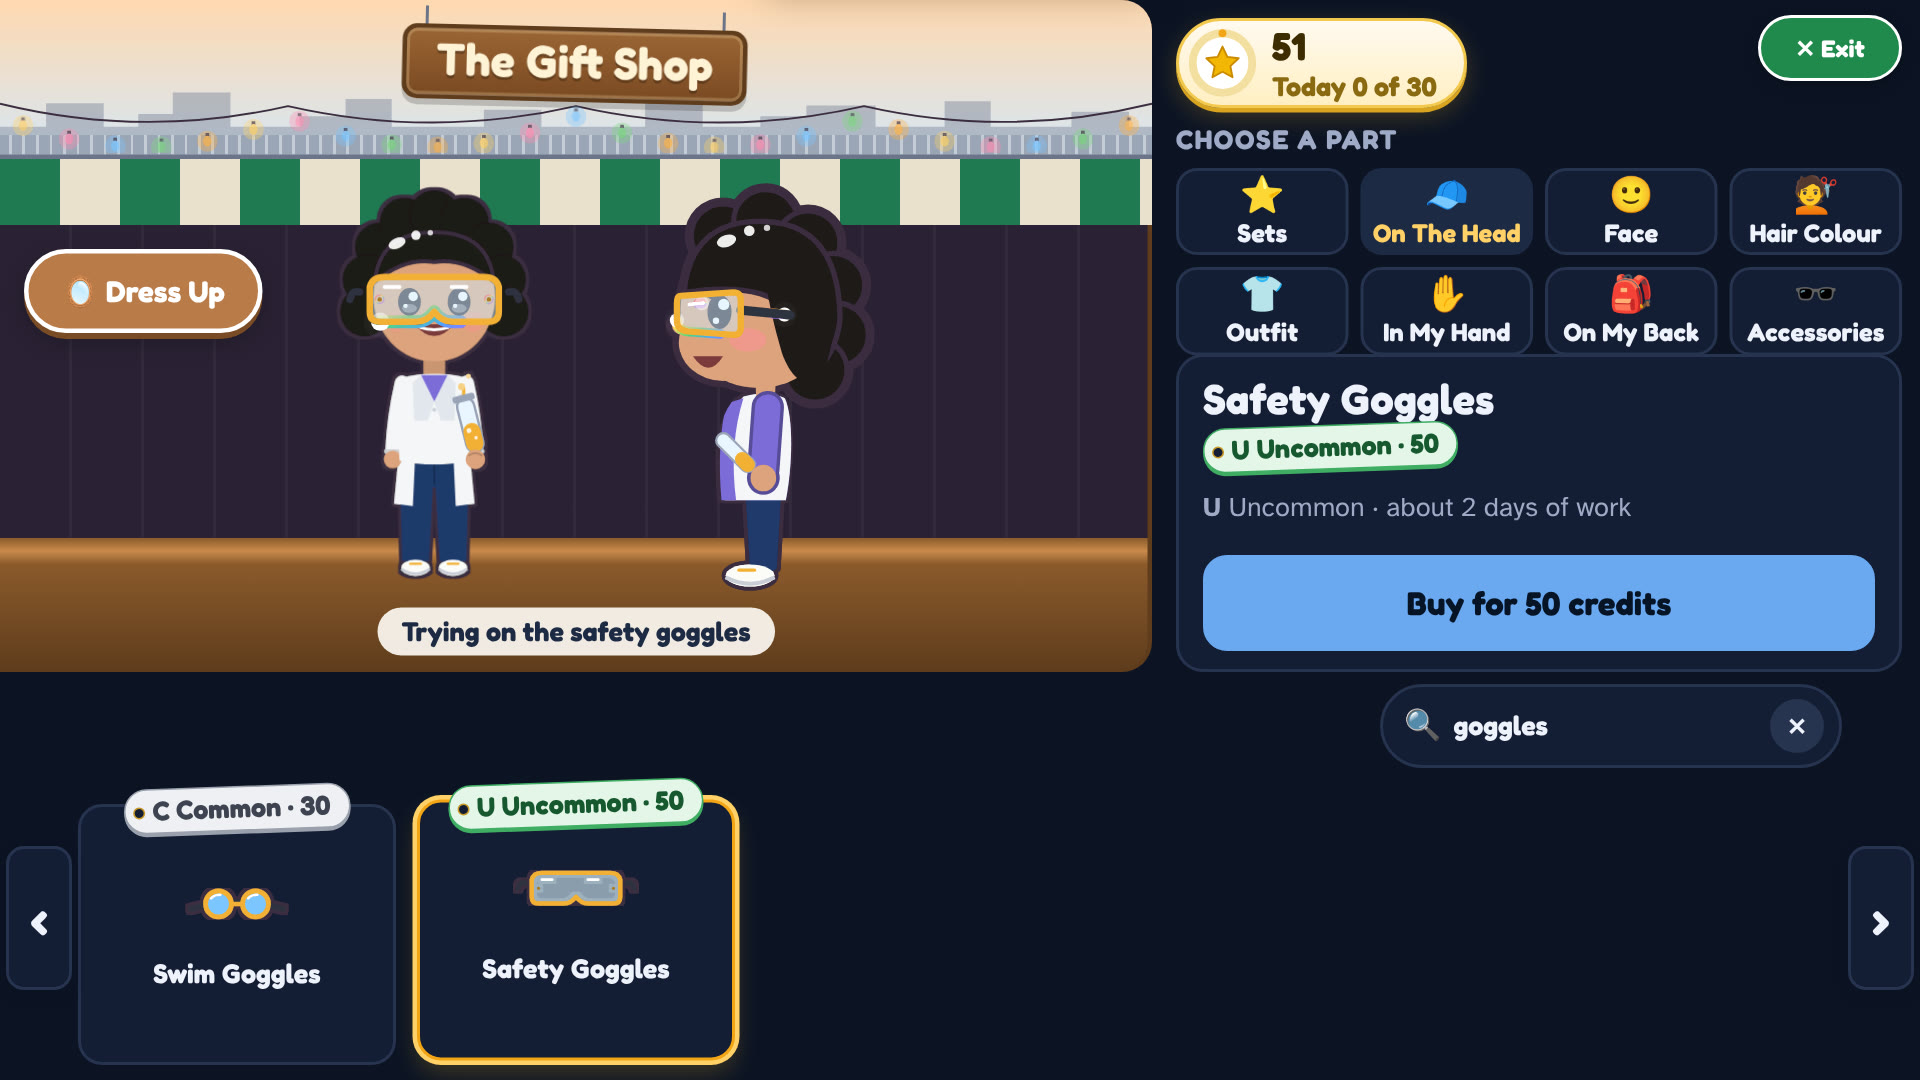 The Gift Shop
Dress Up
Trying on the safety goggles
51
Today 0 of 30
✕ Exit
CHOOSE A PART
Sets
On The Head
Face
Hair Colour
Outfit
In My Hand
On My Back
Accessories
Safety Goggles
U Uncommon · 50
U Uncommon · about 2 days of work
Buy for 50 credits
goggles
C Common · 30
Swim Goggles
U Uncommon · 50
Safety Goggles